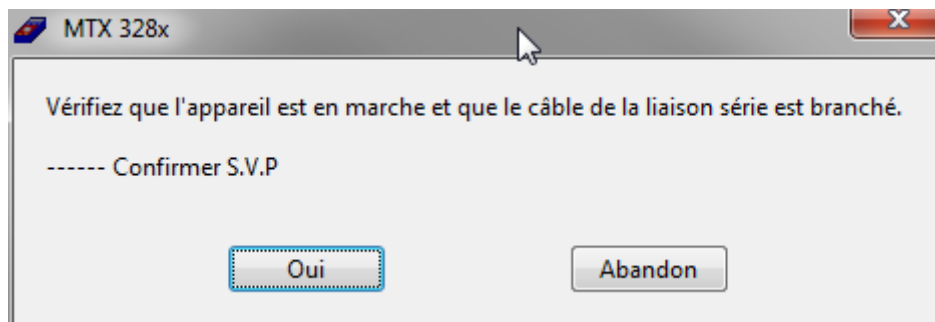 MTX 328x
Vérifiez que l'appareil est en marche et que le câble de la liaison série est branché.
------ Confirmer S.V.P
Oui
Abandon